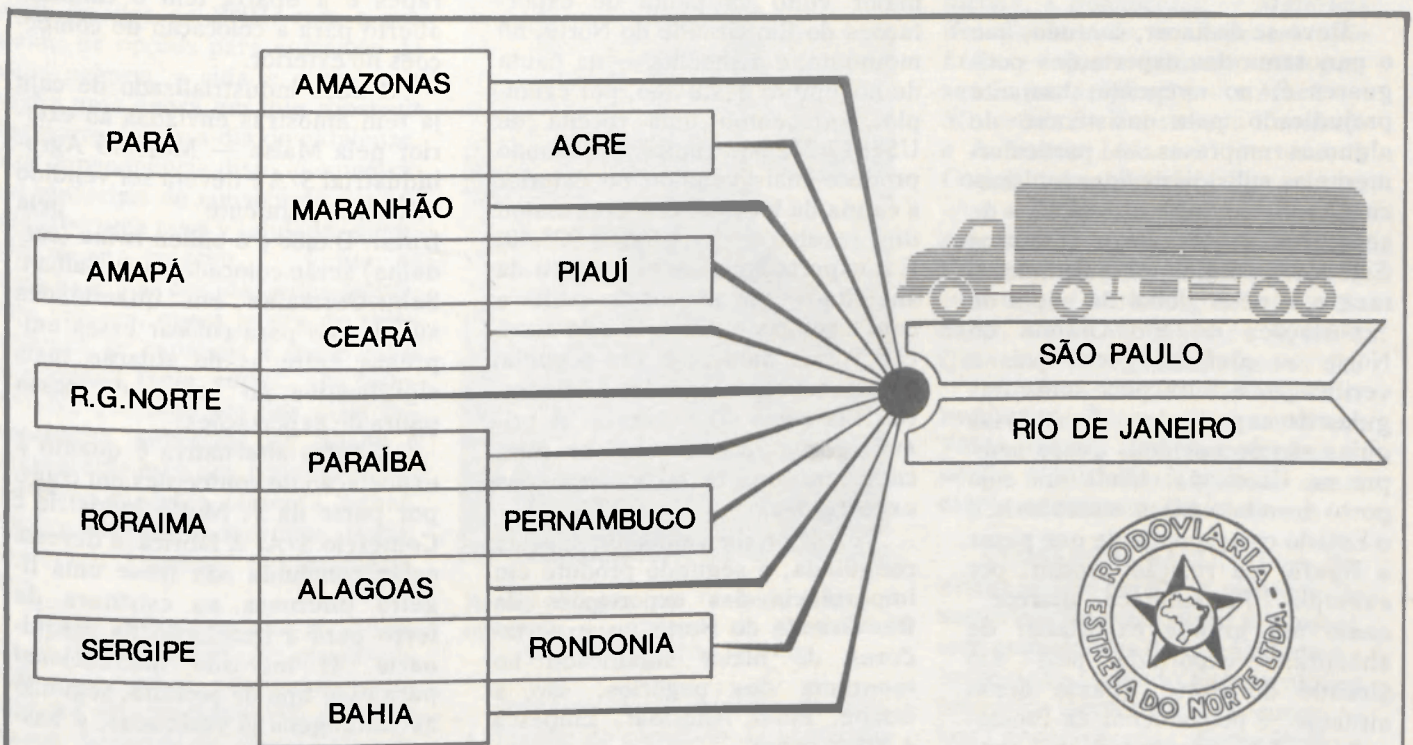 AMAZONAS
PARÁ
ACRE
MARANHÃO
AMAPÁ
PIAUÍ
CEARÁ
R.G.NORTE
PARAÍBA
RORAIMA
PERNAMBUCO
ALAGOAS
SERGIPE
RONDONIA
BAHIA
SÃO PAULO
RIO DE JANEIRO
RODOVIARIA
ESTRELA DO NORTE LTDA.